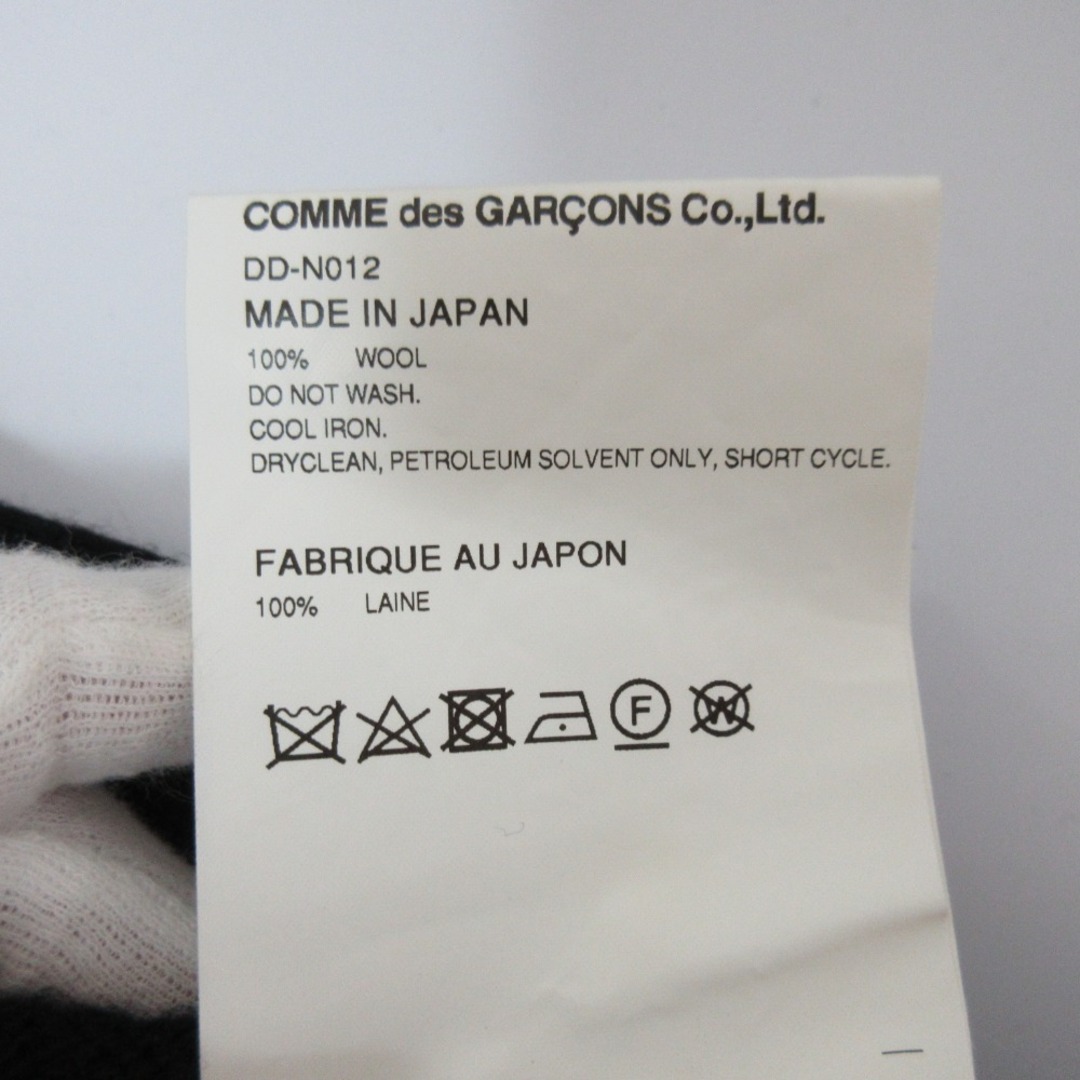 COMME des GARÇONS Co.,Ltd.
DD-N012
MADE IN JAPAN
100% WOOL
DO NOT WASH.
COOL IRON.
DRYCLEAN, PETROLEUM SOLVENT ONLY, SHORT CYCLE.
FABRIQUE AU JAPON
100% LAINE
F W